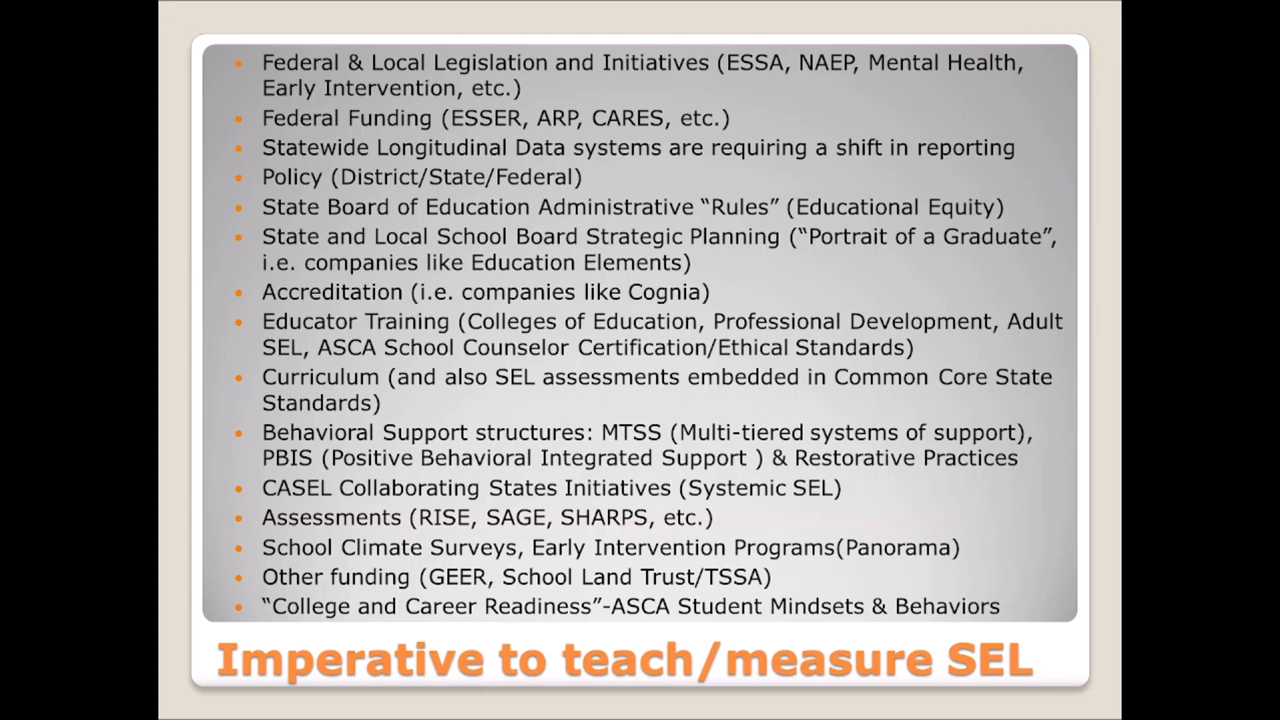 Federal & Local Legislation and Initiatives (ESSA, NAEP, Mental Health,
Early Intervention, etc.)
Federal Funding (ESSER, ARP, CARES, etc.)
Statewide Longitudinal Data systems are requiring a shift in reporting
Policy (District/State/Federal)
State Board of Education Administrative “Rules” (Educational Equity)
State and Local School Board Strategic Planning (“Portrait of a Graduate”,
i.e. companies like Education Elements)
Accreditation (i.e. companies like Cognia)
Educator Training (Colleges of Education, Professional Development, Adult
SEL, ASCA School Counselor Certification/Ethical Standards)
Curriculum (and also SEL assessments embedded in Common Core State
Standards)
Behavioral Support structures: MTSS (Multi-tiered systems of support),
PBIS (Positive Behavioral Integrated Support ) & Restorative Practices
CASEL Collaborating States Initiatives (Systemic SEL)
Assessments (RISE, SAGE, SHARPS, etc.)
School Climate Surveys, Early Intervention Programs(Panorama)
Other funding (GEER, School Land Trust/TSSA)
“College and Career Readiness”-ASCA Student Mindsets & Behaviors
Imperative to teach/measure SEL